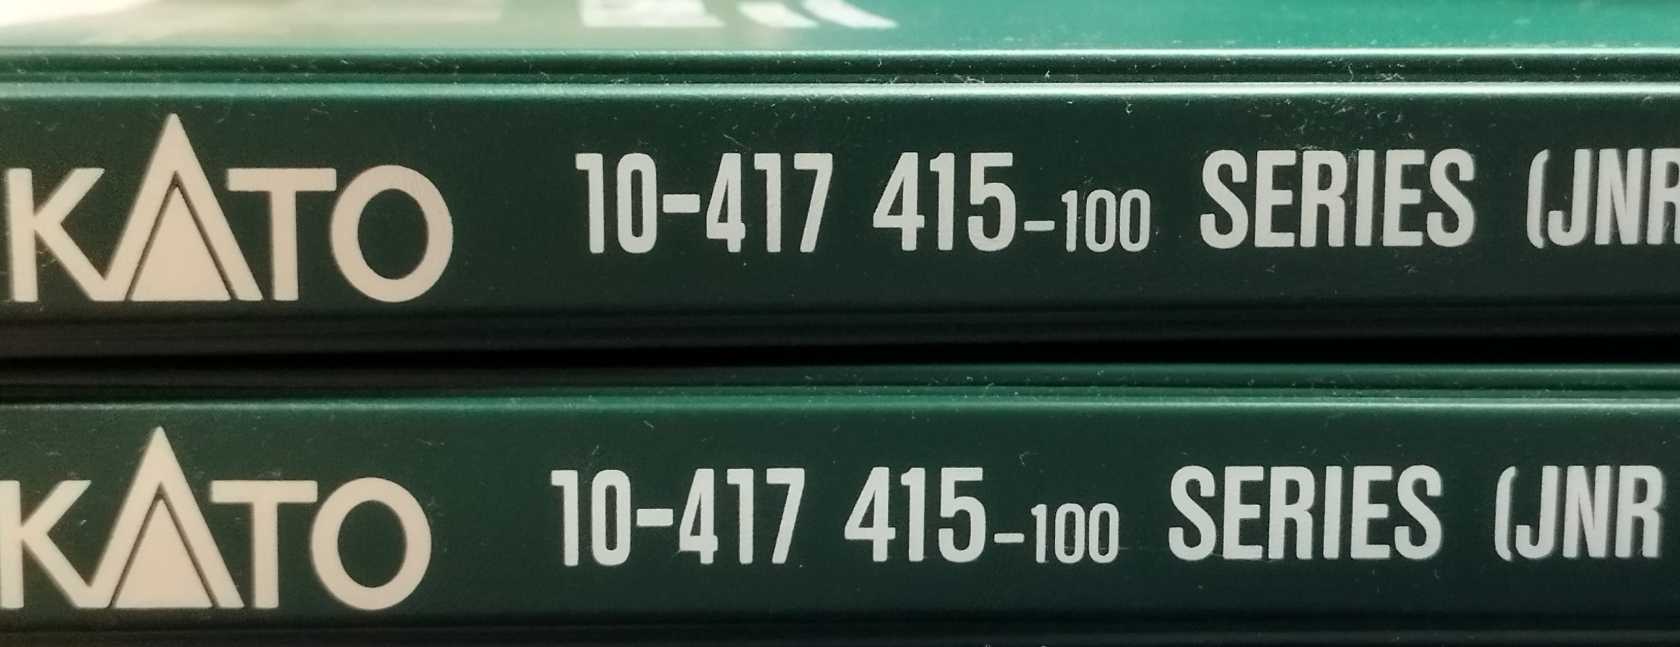 KATO 10-417 415-100 SERIES (JNR
KATO 10-417 415-100 SERIES (JNR